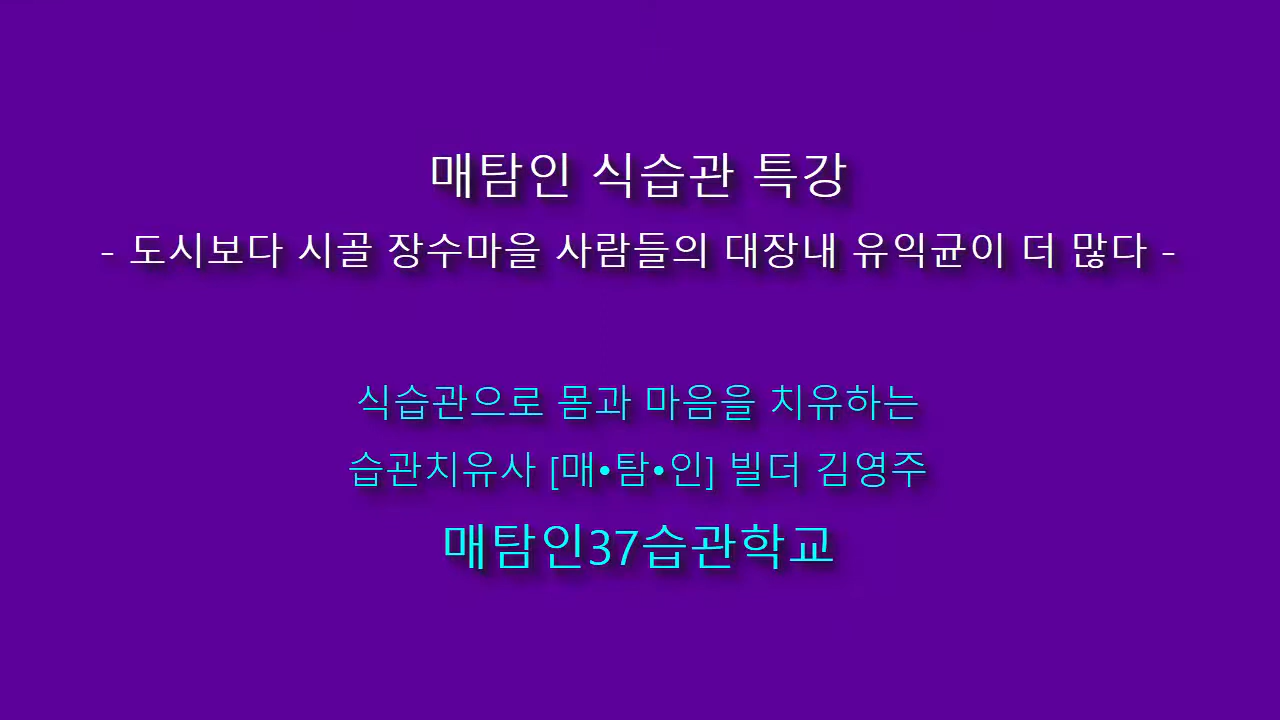 매탐인 식습관 특강
- 도시보다 시골 장수마을 사람들의 대장내 유익균이 더 많다 -
식습관으로 몸과 마음을 치유하는
습관치유사 [매•탐•인] 빌더 김영주
매탐인37습관학교